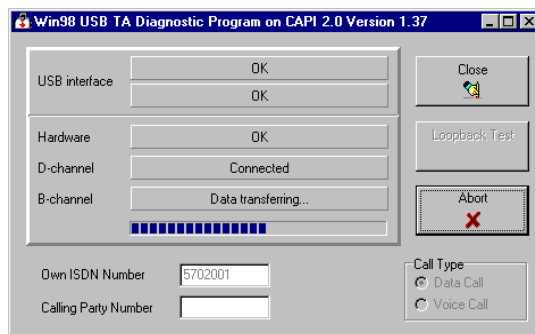 Win98 USB TA Diagnostic Program on CAPI 2.0 Version 1.37
USB interface
OK
OK
Close
Hardware
OK
Loopback Test
D-channel
Connected
B-channel
Data transferring...
Abort
Own ISDN Number
5702001
Calling Party Number
Call Type
Data Call
Voice Call